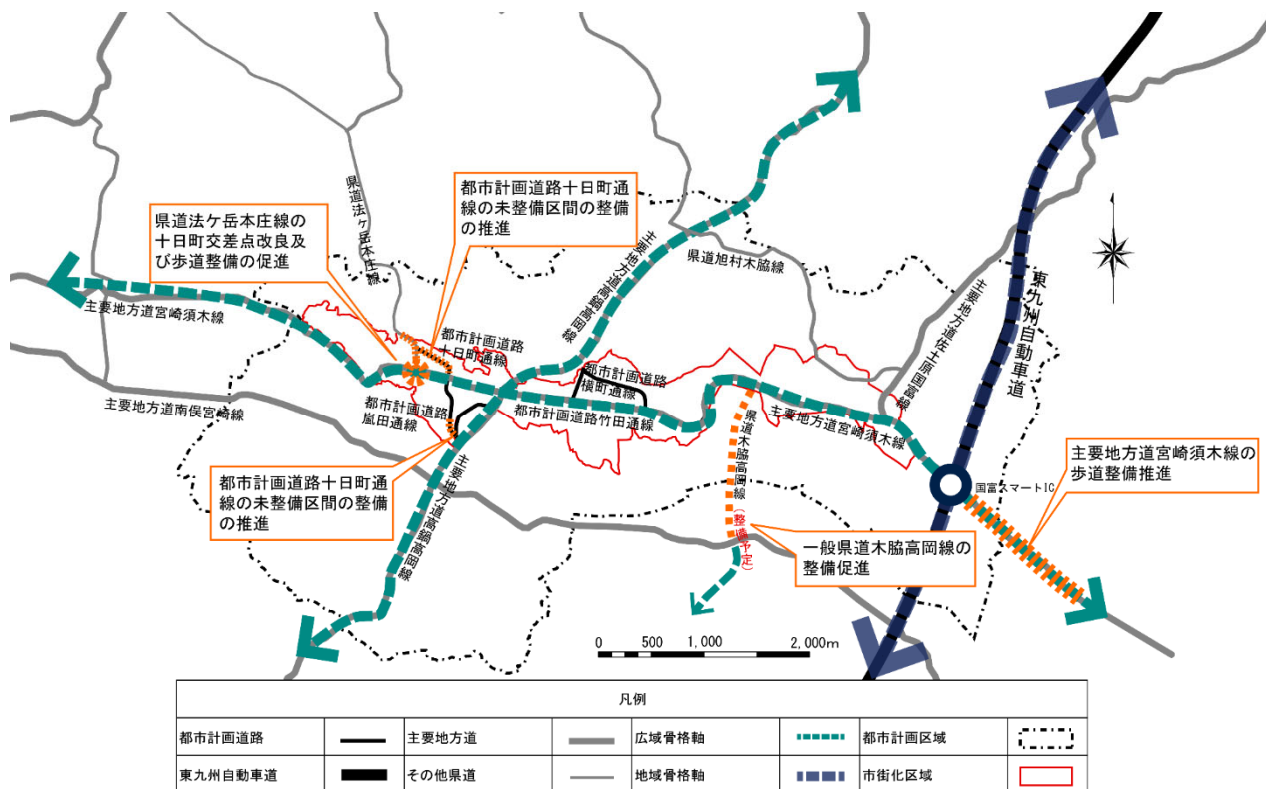 都市計画道路十日町通
線の未整備区間の整備
の推進
県道法ケ岳本庄線の
十日町交差点改良及
び歩道整備の促進
県道法ケ岳本庄線
主要地方道高鍋高岡線
県道旭村木脇線
主要地方道佐土原国富線
東九州自動車道
主要地方道宮崎須木線
都市計画道路
十日町通線
都市計画道路
横町通線
主要地方道南俣宮崎線
都市計画道路
嵐田通線
都市計画道路竹田通線
主要地方道宮崎須木線
県道木脇高岡線(整備予定)
主要地方道宮崎須木線の
歩道整備推進
都市計画道路十日町通
線の未整備区間の整備
の推進
主要地方道高鍋高岡線
国富スマートIC
一般県道木脇高岡線の
整備促進
0 500 1,000 2,000m
凡例
都市計画道路 主要地方道 広域骨格軸 都市計画区域
東九州自動車道 その他県道 地域骨格軸 市街化区域